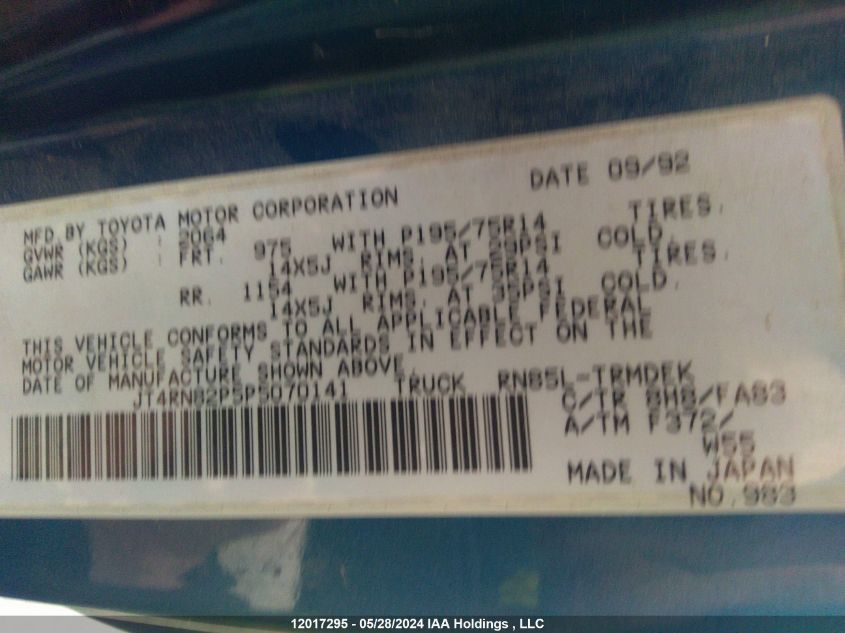 DATE 09/92
MFD. BY TOYOTA MOTOR CORPORATION
GVWR (KGS) : 2064
GAWR (KGS) : FRT. 975 WITH P195/75R14 TIRES.
14X5J RIMS, AT 29PSI COLD.
RR. 1154 WITH P195/75R14 TIRES.
14X5J RIMS, AT 35PSI COLD.
THIS VEHICLE CONFORMS TO ALL APPLICABLE FEDERAL
MOTOR VEHICLE SAFETY STANDARDS IN EFFECT ON THE
DATE OF MANUFACTURE SHOWN ABOVE.
JT4RN82P5P5070141 TRUCK RN85L-TRMDEK
C/TR 8H8/FA83
A/TM F372/
W55
MADE IN JAPAN
NO.983
12017295 - 05/28/2024 IAA Holdings , LLC